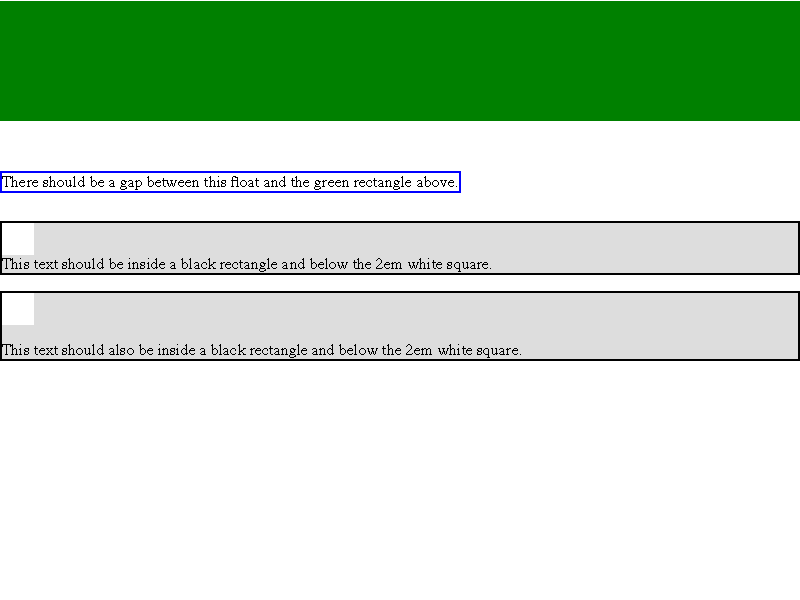 There should be a gap between this float and the green rectangle above.
This text should be inside a black rectangle and below the 2em white square.
This text should also be inside a black rectangle and below the 2em white square.